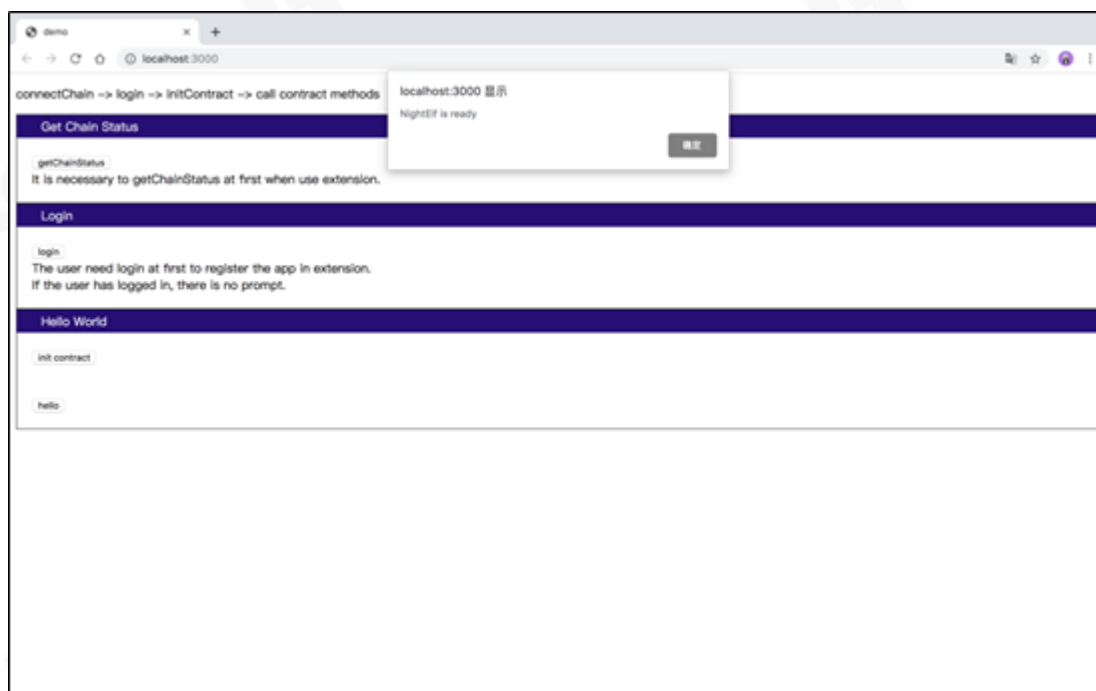 demo
localhost:3000
connectChain -> login -> initContract -> call contract methods
localhost:3000 显示
NightElf is ready
确定
Get Chain Status
getChainStatus
It is necessary to getChainStatus at first when use extension.
Login
login
The user need login at first to register the app in extension.
If the user has logged in, there is no prompt.
Hello World
init contract
hello